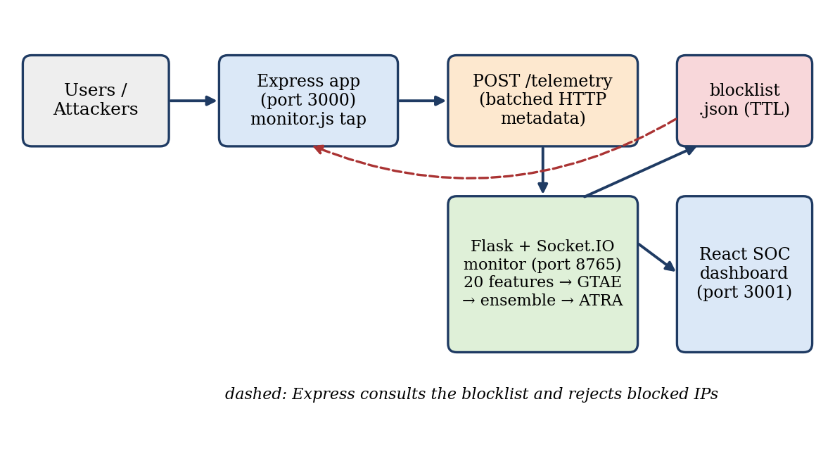 Users /
Attackers
Express app
(port 3000)
monitor.js tap
POST /telemetry
(batched HTTP
metadata)
blocklist
.json (TTL)
Flask + Socket.IO
monitor (port 8765)
20 features → GTAE
→ ensemble → ATRA
React SOC
dashboard
(port 3001)
dashed: Express consults the blocklist and rejects blocked IPs